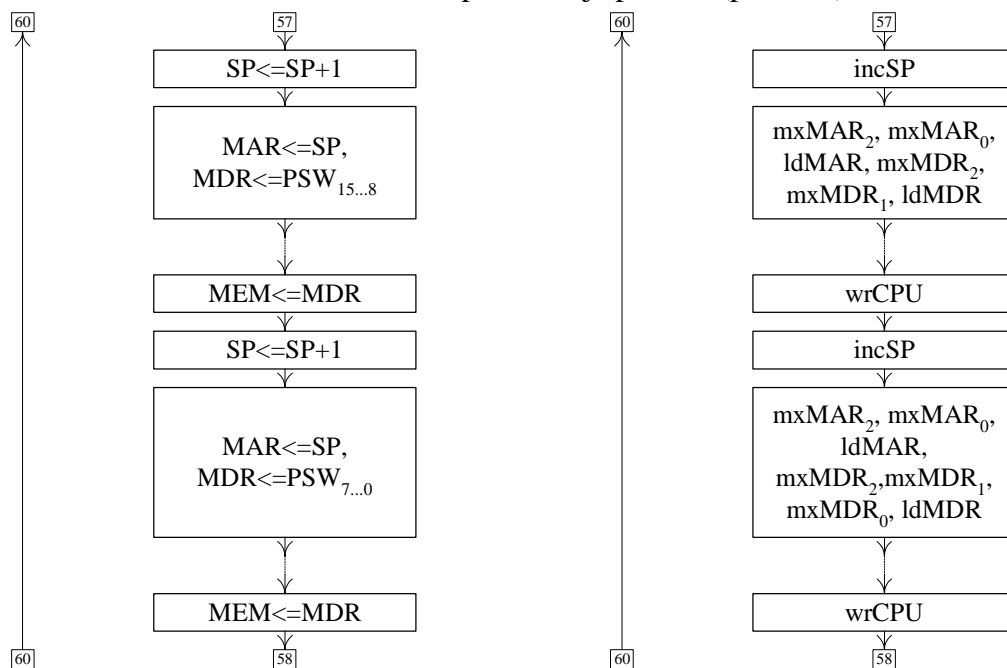 60
57
60
57
SP<=SP+1
incSP
MAR<=SP,
MDR<=PSW15...8
mxMAR2, mxMAR0,
ldMAR, mxMDR2,
mxMDR1, ldMDR
MEM<=MDR
wrCPU
SP<=SP+1
incSP
MAR<=SP,
MDR<=PSW7...0
mxMAR2, mxMAR0,
ldMAR,
mxMDR2,mxMDR1,
mxMDR0, ldMDR
MEM<=MDR
wrCPU
60
58
60
58